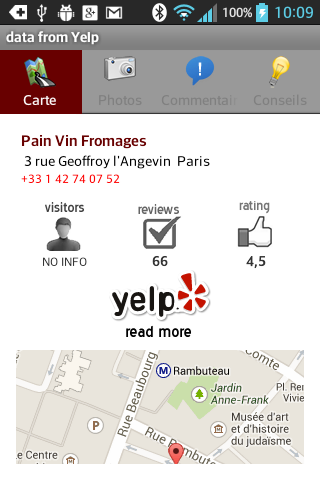 100% 10:09
data from Yelp
Carte Photos Commentair Conseils
Pain Vin Fromages
3 rue Geoffroy l'Angevin Paris
+33 1 42 74 07 52
visitors reviews rating
NO INFO 66 4,5
yelp
read more
Comte
M Rambuteau
Jardin
Anne-Frank
Pl. Re
Vivie
Rue Beaubourg
P
Musée d'art
et d'histoire
du judaïsme
Le Centre
Rue Rambuteau